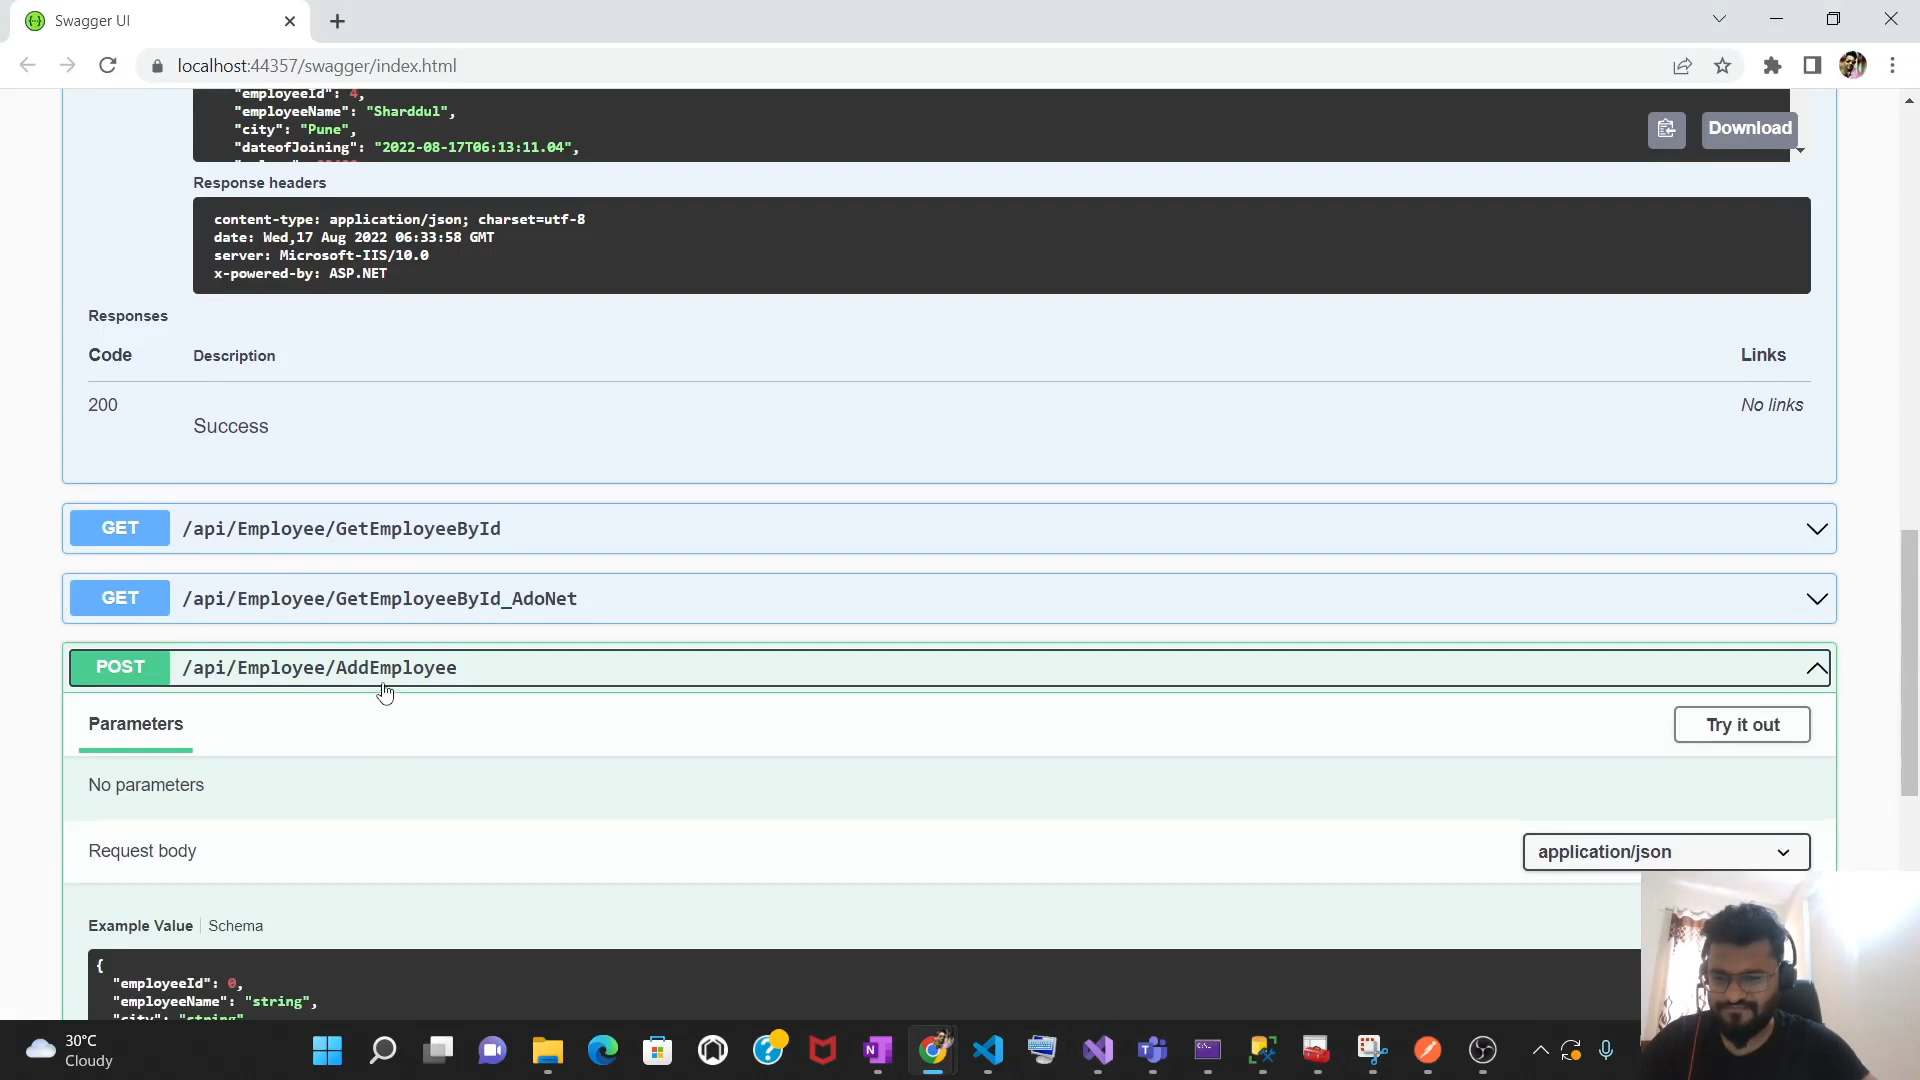 Swagger UI
localhost:44357/swagger/index.html
"employeeId": 4,
"employeeName": "Sharddul",
"city": "Pune",
"dateofJoining": "2022-08-17T06:13:11.04",
Download
Response headers
content-type: application/json; charset=utf-8
date: Wed,17 Aug 2022 06:33:58 GMT
server: Microsoft-IIS/10.0
x-powered-by: ASP.NET
Responses
Code Description Links
200 No links
Success
GET /api/Employee/GetEmployeeById
GET /api/Employee/GetEmployeeById_AdoNet
POST /api/Employee/AddEmployee
Parameters Try it out
No parameters
Request body application/json
Example Value Schema
{
"employeeId": 0,
"employeeName": "string",
"city": "string"
30°C
Cloudy